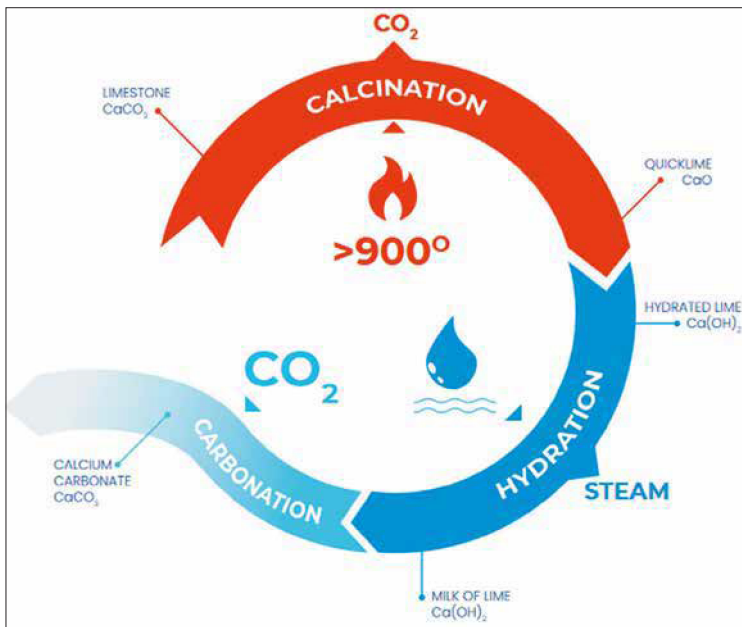 CO₂
LIMESTONE
CaCO₃
CALCINATION
QUICKLIME
CaO
>900°
HYDRATED LIME
Ca(OH)₂
CO₂
HYDRATION
STEAM
CARBONATION
CALCIUM
CARBONATE
CaCO₃
MILK OF LIME
Ca(OH)₂